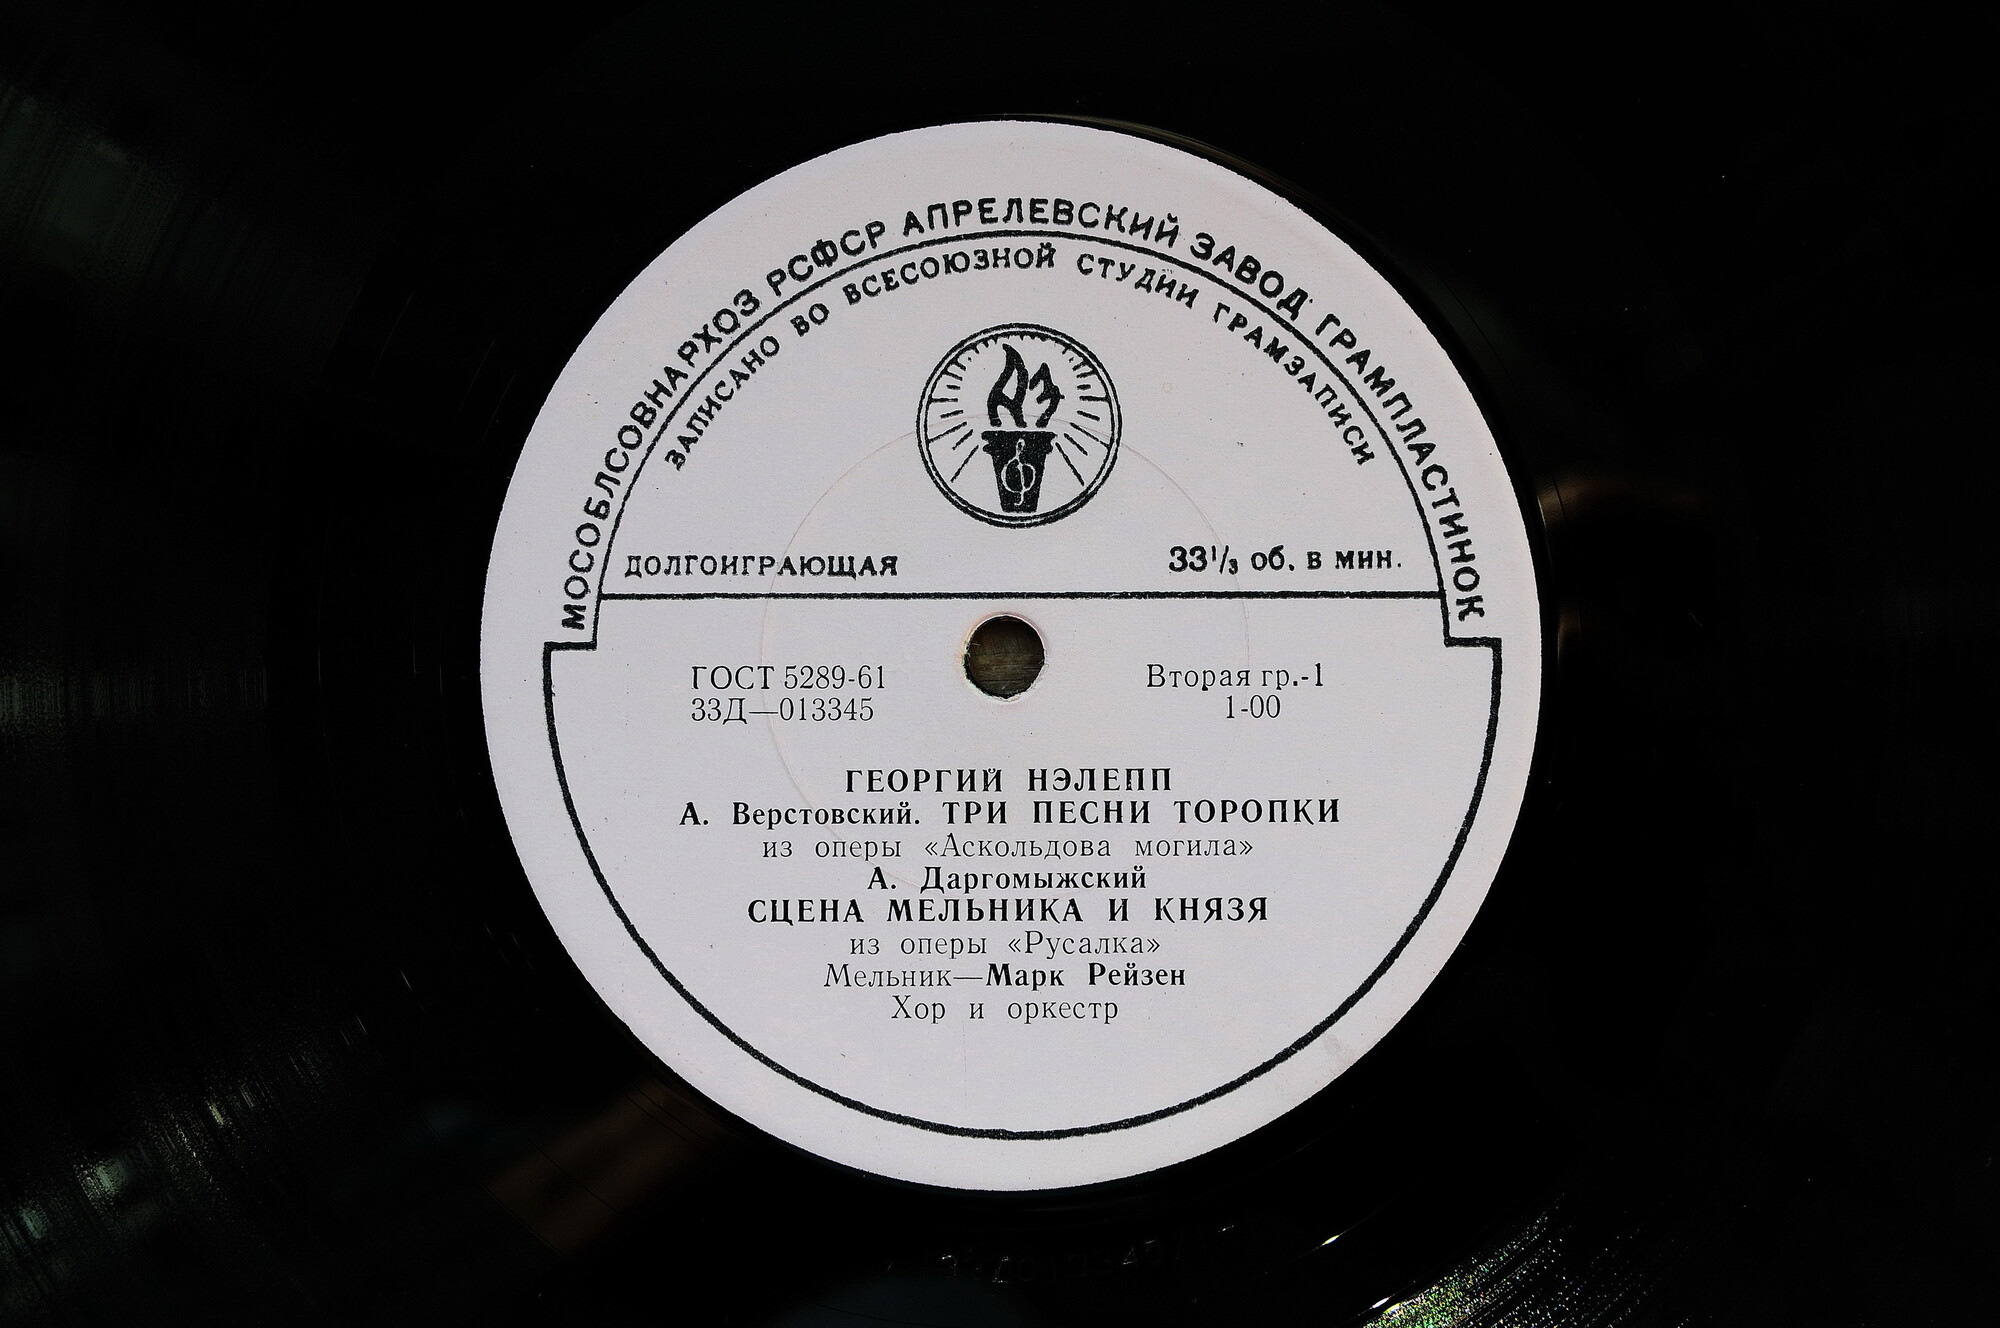 МОСОБЛСОВНАРХОЗ РСФСР АПРЕЛЕВСКИЙ ЗАВОД ГРАМПЛАСТИНОК
ЗАПИСАНО ВО ВСЕСОЮЗНОЙ СТУДИИ ГРАМЗАПИСИ
АЗ
ДОЛГОИГРАЮЩАЯ 33 1/3 об. в мин.
ГОСТ 5289-61 Вторая гр.-1
33Д—013345 1-00
ГЕОРГИЙ НЭЛЕПП
А. Верстовский. ТРИ ПЕСНИ ТОРОПКИ
из оперы «Аскольдова могила»
А. Даргомыжский
СЦЕНА МЕЛЬНИКА И КНЯЗЯ
из оперы «Русалка»
Мельник—Марк Рейзен
Хор и оркестр